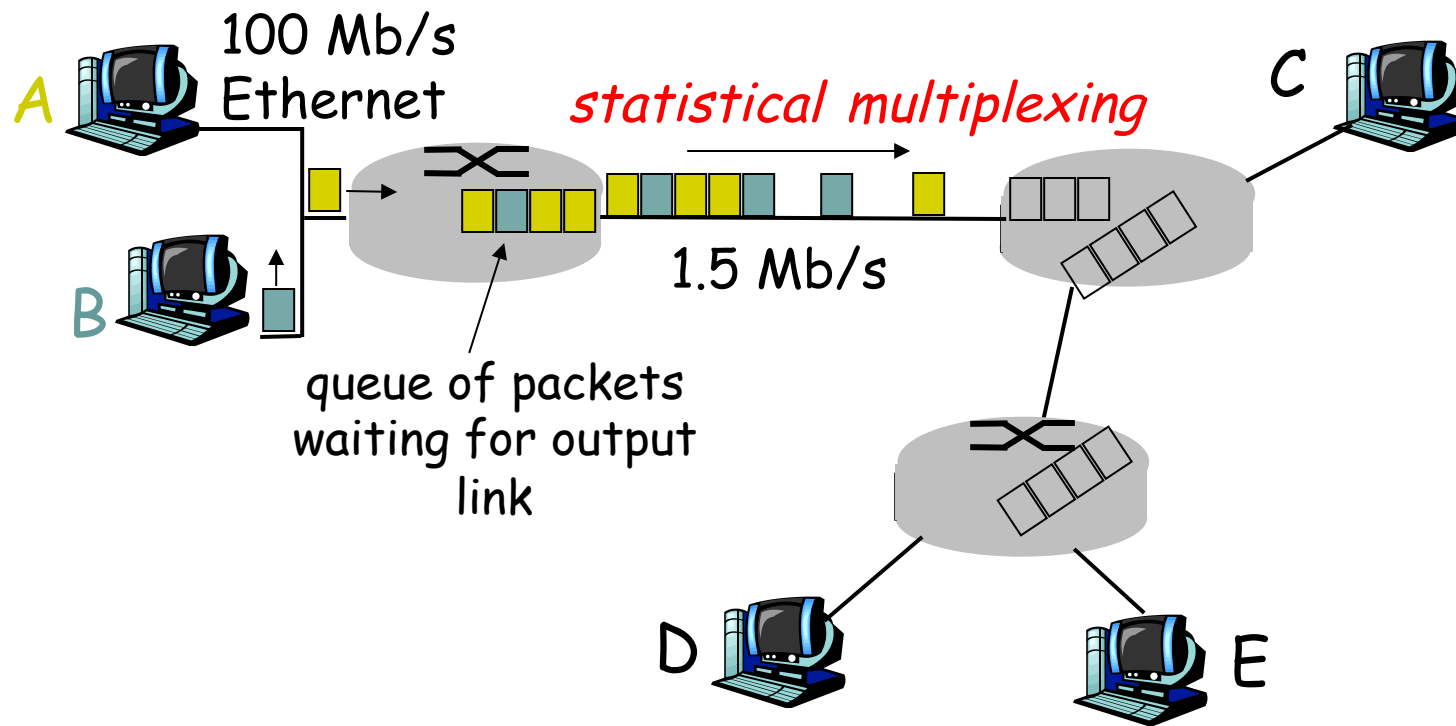 100 Mb/s
Ethernet
A
statistical multiplexing
C
B
1.5 Mb/s
queue of packets
waiting for output
link
D
E